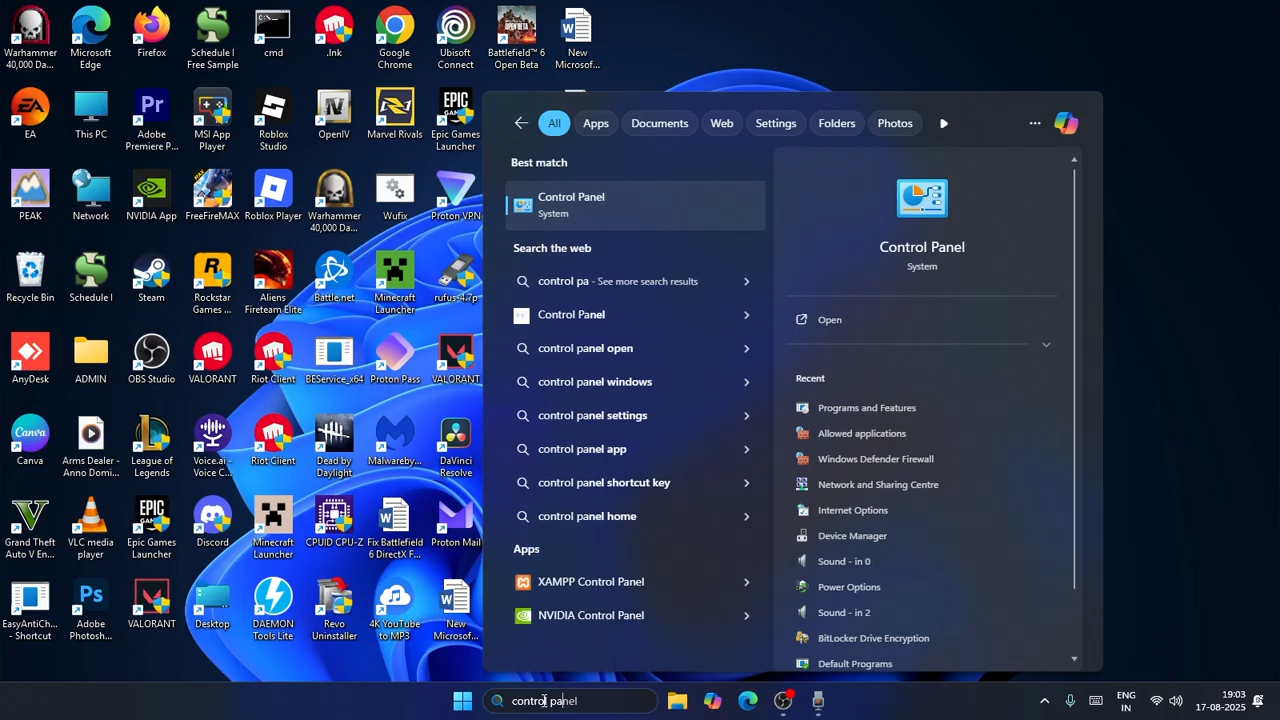 Warhammer
40,000 Da...
Microsoft
Edge
Firefox
Schedule I
Free Sample
cmd
.lnk
Google
Chrome
Ubisoft
Connect
Battlefield™ 6
Open Beta
New
Microsof...
EA
This PC
Adobe
Premiere P...
MSI App
Player
Roblox
Studio
OpenIV
Marvel Rivals
Epic Games
Launcher
PEAK
Network
NVIDIA App
FreeFireMAX
Roblox Player
Warhammer
40,000 Da...
Wufix
Proton VPN
Recycle Bin
Schedule I
Steam
Rockstar
Games ...
Aliens
Fireteam Elite
Battle.net
Minecraft
Launcher
rufus-4.7p
AnyDesk
ADMIN
OBS Studio
VALORANT
Riot Client
BEService_x64
Proton Pass
VALORANT
Canva
Arms Dealer -
Anno Domi...
League of
Legends
Voice.ai -
Voice C...
Riot Client
Dead by
Daylight
Malwareby...
DaVinci
Resolve
Grand Theft
Auto V En...
VLC media
player
Epic Games
Launcher
Discord
Minecraft
Launcher
CPUID CPU-Z
Fix Battlefield
6 DirectX F...
Proton Mail
EasyAntiCh...
- Shortcut
Adobe
Photosh...
VALORANT
Desktop
DAEMON
Tools Lite
Revo
Uninstaller
4K YouTube
to MP3
New
Microsof...
All
Apps
Documents
Web
Settings
Folders
Photos
Best match
Control Panel
System
Search the web
control pa - See more search results
Control Panel
control panel open
control panel windows
control panel settings
control panel app
control panel shortcut key
control panel home
Apps
XAMPP Control Panel
NVIDIA Control Panel
Control Panel
System
Open
Recent
Programs and Features
Allowed applications
Windows Defender Firewall
Network and Sharing Centre
Internet Options
Device Manager
Sound - in 0
Power Options
Sound - in 2
BitLocker Drive Encryption
Default Programs
control panel
ENG
IN
19:03
17-08-2025